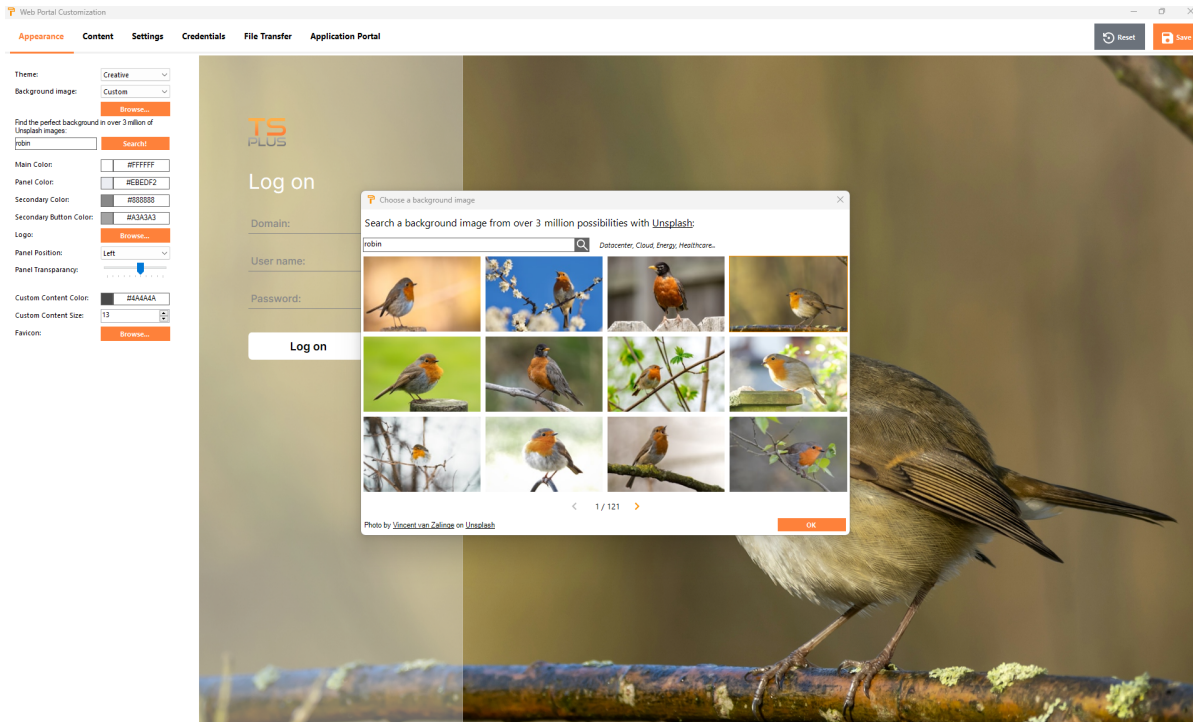 Web Portal Customization
Appearance Content Settings Credentials File Transfer Application Portal
Reset Save
Theme: Creative
Background image: Custom
Browse...
Find the perfect background in over 3 million of
Unsplash images:
robin Search!
Main Color: #FFFFFF
Panel Color: #EBEDF2
Secondary Color: #888888
Secondary Button Color: #A3A3A3
Logo: Browse...
Panel Position: Left
Panel Transparancy:
Custom Content Color: #4A4A4A
Custom Content Size: 13
Favicon: Browse...
TS
PLUS
Log on
Domain:
User name:
Password:
Log on
Choose a background image
Search a background image from over 3 million possibilities with Unsplash:
robin Datacenter, Cloud, Energy, Healthcare..
1 / 121
Photo by Vincent van Zalinge on Unsplash
OK